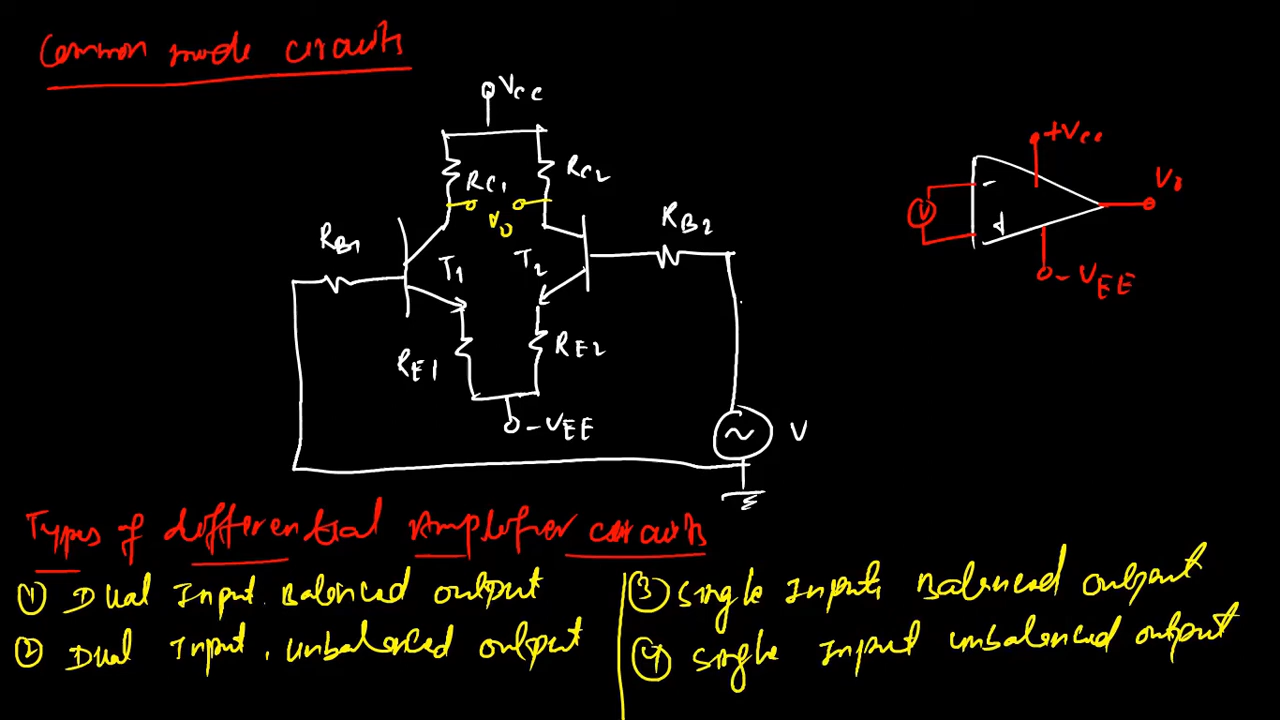 Common mode circuits
VCC
RC1
RC2
V0
RB1
RB2
T1
T2
RE1
RE2
-VEE
V
+VCC
-
+
V
V0
-VEE
Types of differential Amplifier circuits
① Dual Input. Balanced output
② Dual Input, unbalanced output
③ Single Input, Balanced output
④ Single Input unbalanced output